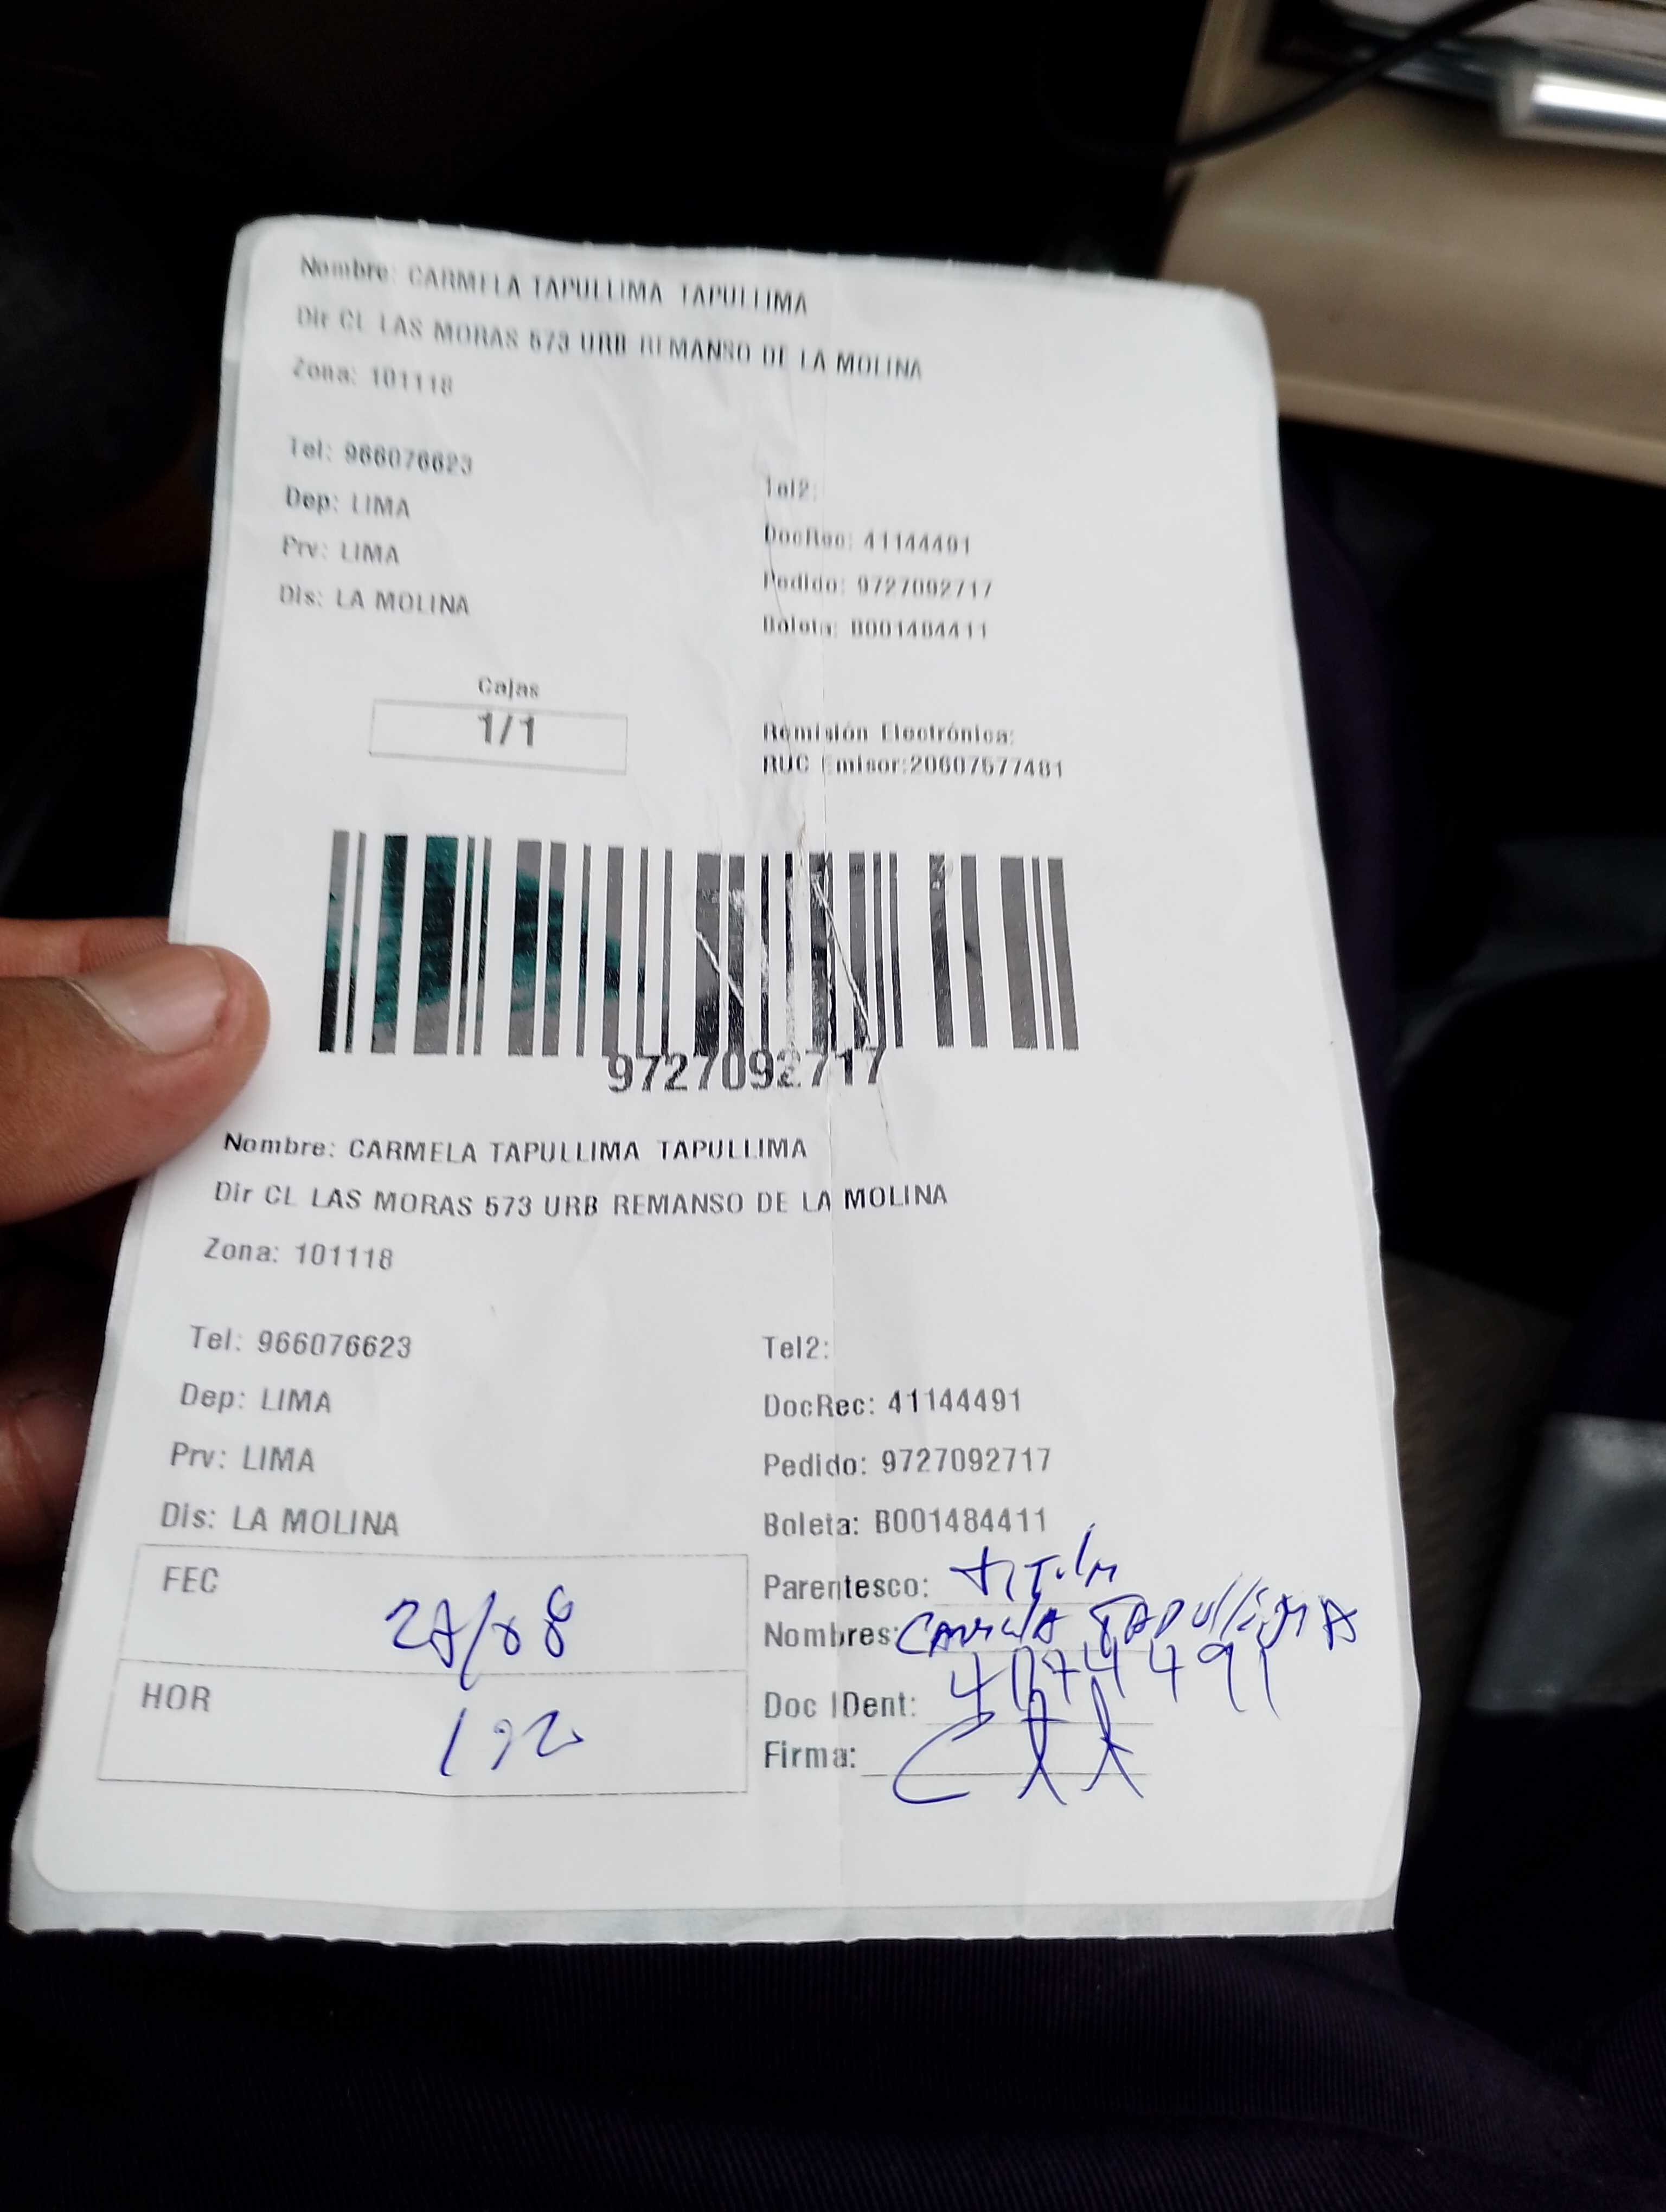 Nombre: CARMELA TAPULLIMA TAPULLIMA
Dir CL LAS MORAS 573 URB REMANSO DE LA MOLINA
Zona: 101118
Tel: 966076623
Tel2:
Dep: LIMA
DocRec: 41144491
Prv: LIMA
Pedido: 9727092717
Dis: LA MOLINA
Boleta: B001484411
Cajas
1/1
Remisión Electrónica:
RUC Emisor:20607577481
9727092717
Nombre: CARMELA TAPULLIMA TAPULLIMA
Dir CL LAS MORAS 573 URB REMANSO DE LA MOLINA
Zona: 101118
Tel: 966076623
Tel2:
Dep: LIMA
DocRec: 41144491
Prv: LIMA
Pedido: 9727092717
Dis: LA MOLINA
Boleta: B001484411
FEC
Parentesco:
Nombres: CARMELA TAPULLIMA
HOR
Doc IDent:
Firma: